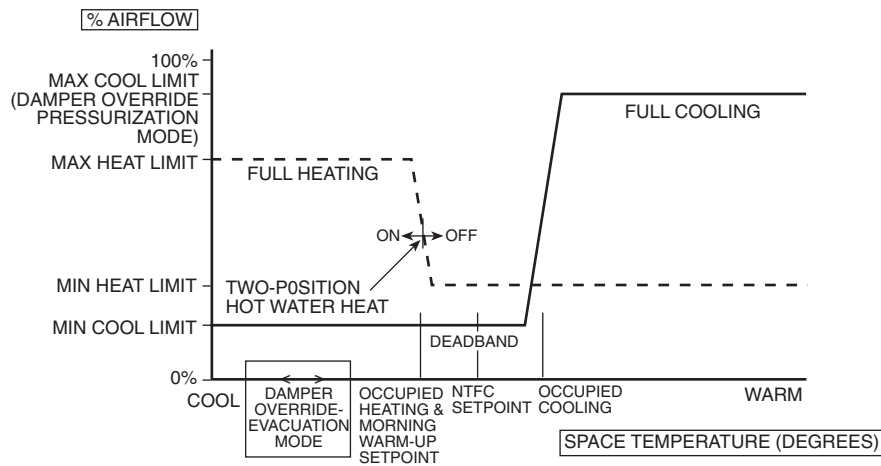 % AIRFLOW
100%
MAX COOL LIMIT
(DAMPER OVERRIDE
PRESSURIZATION
MODE)
FULL COOLING
MAX HEAT LIMIT
FULL HEATING
ON
OFF
MIN HEAT LIMIT
TWO-P0SITION
HOT WATER HEAT
MIN COOL LIMIT
DEADBAND
0%
COOL
DAMPER
OVERRIDE-
EVACUATION
MODE
OCCUPIED
HEATING &
MORNING
WARM-UP
SETPOINT
NTFC
SETPOINT
OCCUPIED
COOLING
WARM
SPACE TEMPERATURE (DEGREES)